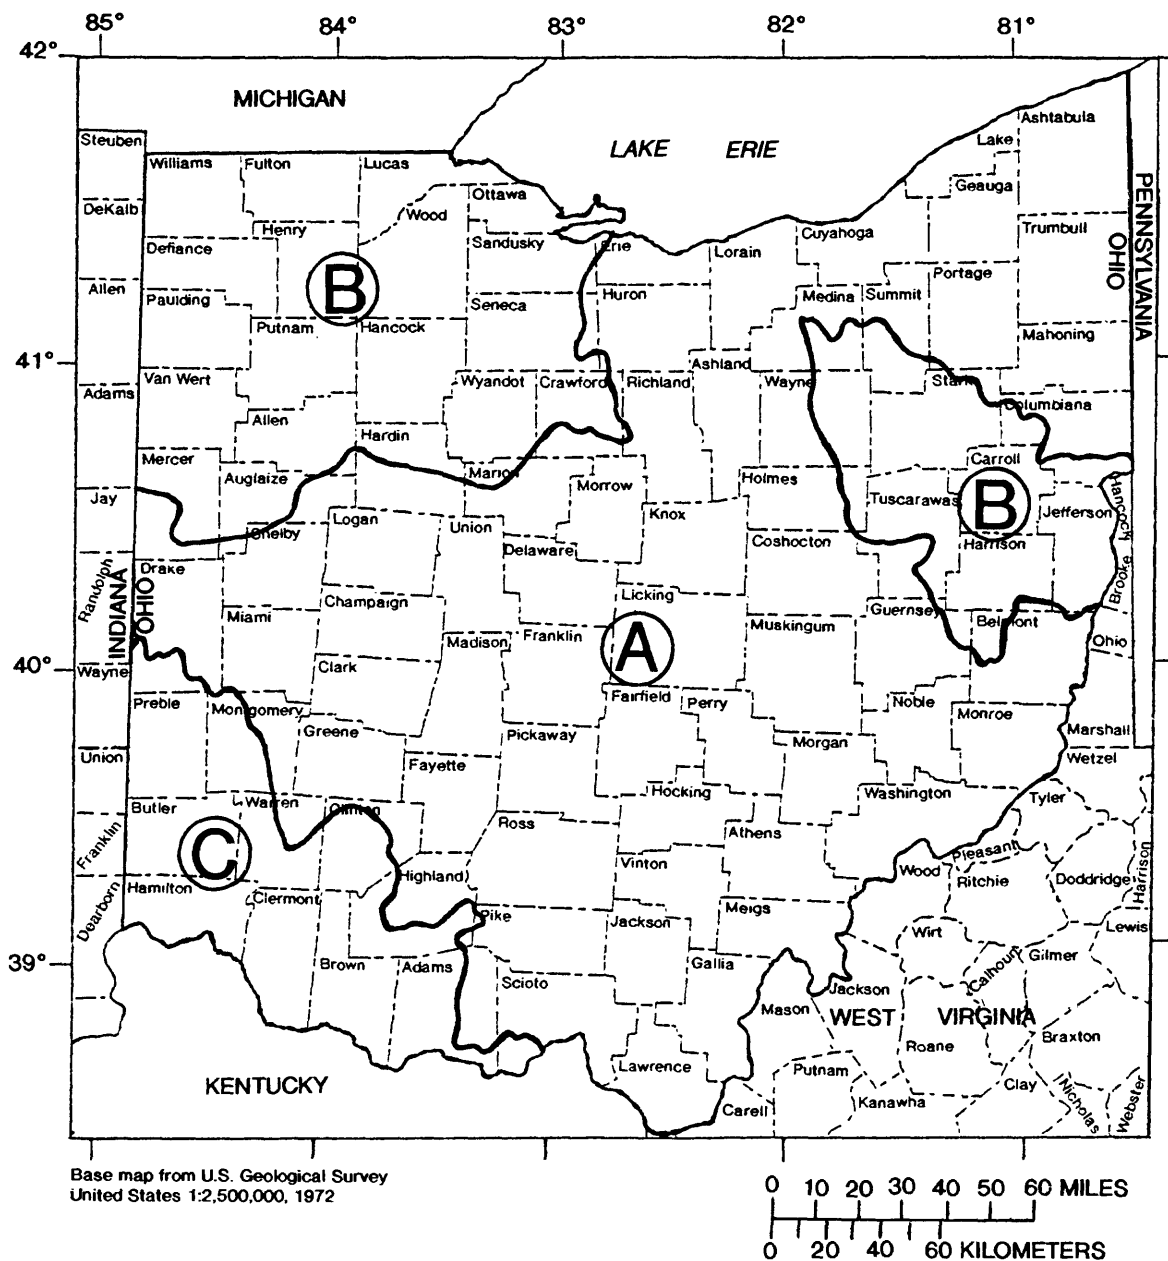 85° 84° 83° 82° 81°
42°
MICHIGAN
LAKE ERIE
Ashtabula
Lake
Steuben
Williams Fulton Lucas
Geauga
PENNSYLVANIA
OHIO
DeKalb
Ottawa
Wood
Henry
Sandusky
Erie
Lorain
Cuyahoga
Trumbull
Defiance
Portage
Allen
Paulding
B
Seneca
Huron
Medina Summit
Putnam Hancock
Mahoning
41°
Ashland
Van Wert
Wyandot Crawford Richland
Wayne
Stark
Adams
Columbiana
Allen
Hardin
Mercer
Carroll
Auglaize
Marion
Morrow
Holmes
Tuscarawas
B
Jay
Hancock
Logan
Union
Knox
Jefferson
Shelby
Delaware
Coshocton
Harrison
Drake
Randolph
INDIANA
OHIO
Brooke
Champaign
Licking
Guernsey
Miami
Madison
Franklin
A
Muskingum
Belmont
Ohio
40°
Wayne
Clark
Preble
Montgomery
Fairfield
Perry
Noble
Monroe
Greene
Pickaway
Morgan
Marshall
Union
Fayette
Wetzel
Butler
Warren
Clinton
Hocking
Washington
Tyler
Franklin
Ross
Athens
C
Vinton
Wood
Pleasant
Harrison
Hamilton
Highland
Ritchie
Doddridge
Dearborn
Clermont
Pike
Jackson
Meigs
Wirt
Lewis
39°
Brown
Adams
Scioto
Gallia
Calhoun
Gilmer
Jackson
Mason
WEST VIRGINIA
Roane
Braxton
KENTUCKY
Lawrence
Putnam
Clay
Kanawha
Nicholas
Webster
Carell
Base map from U.S. Geological Survey
United States 1:2,500,000, 1972
0 10 20 30 40 50 60 MILES
0 20 40 60 KILOMETERS